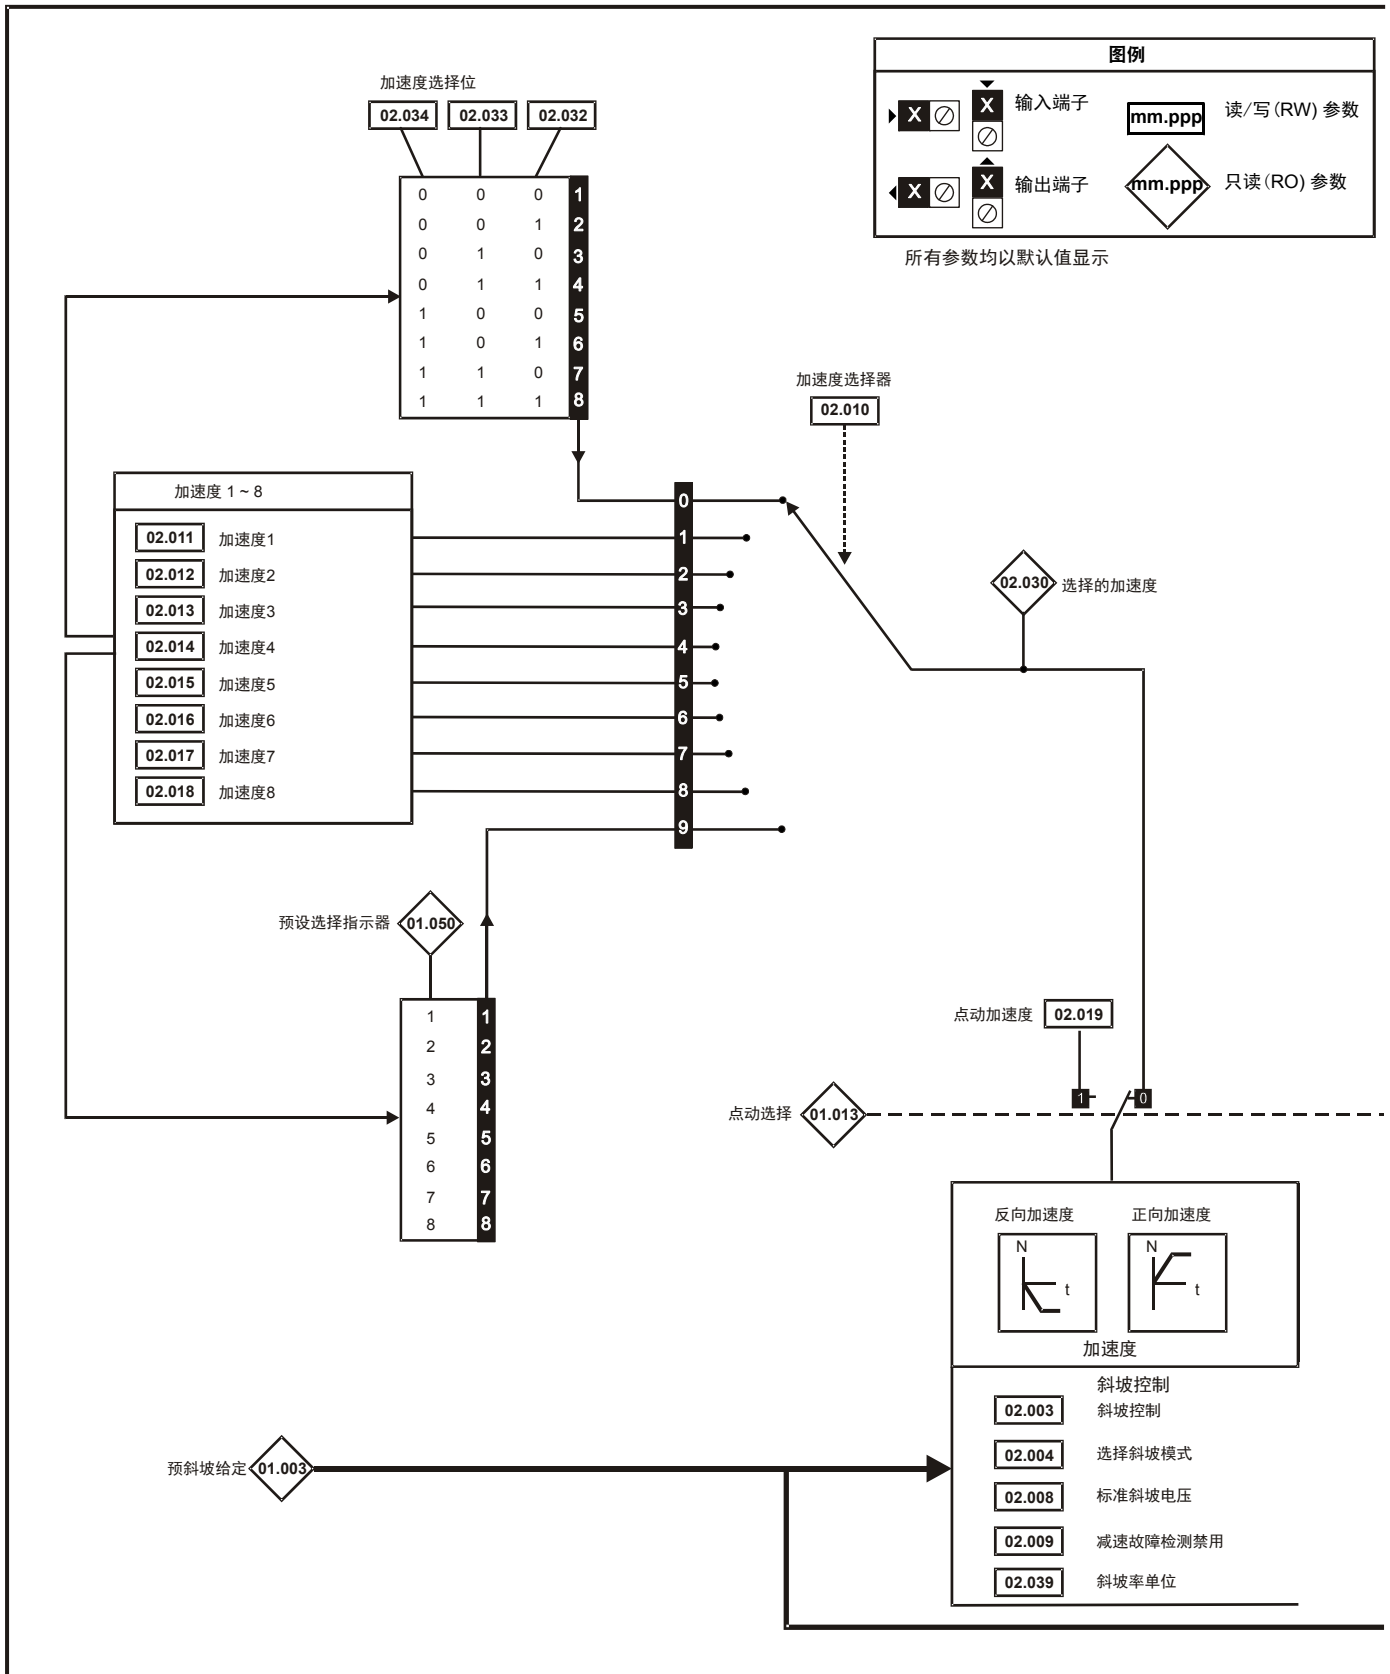 图例
X
X
输入端子
mm.ppp
读/写(RW) 参数
X
X
输出端子
mm.ppp
只读(RO) 参数
所有参数均以默认值显示
加速度选择位
02.034 02.033 02.032
0 0 0 1
0 0 1 2
0 1 0 3
0 1 1 4
1 0 0 5
1 0 1 6
1 1 0 7
1 1 1 8
加速度选择器
02.010
加速度 1 ~ 8
02.011 加速度1
02.012 加速度2
02.013 加速度3
02.014 加速度4
02.015 加速度5
02.016 加速度6
02.017 加速度7
02.018 加速度8
0
1
2
3
4
5
6
7
8
9
02.030 选择的加速度
预设选择指示器 01.050
1 1
2 2
3 3
4 4
5 5
6 6
7 7
8 8
点动加速度 02.019
1 0
点动选择 01.013
反向加速度 正向加速度
N t N t
加速度
斜坡控制
02.003 斜坡控制
02.004 选择斜坡模式
02.008 标准斜坡电压
02.009 减速故障检测禁用
02.039 斜坡率单位
预斜坡给定 01.003